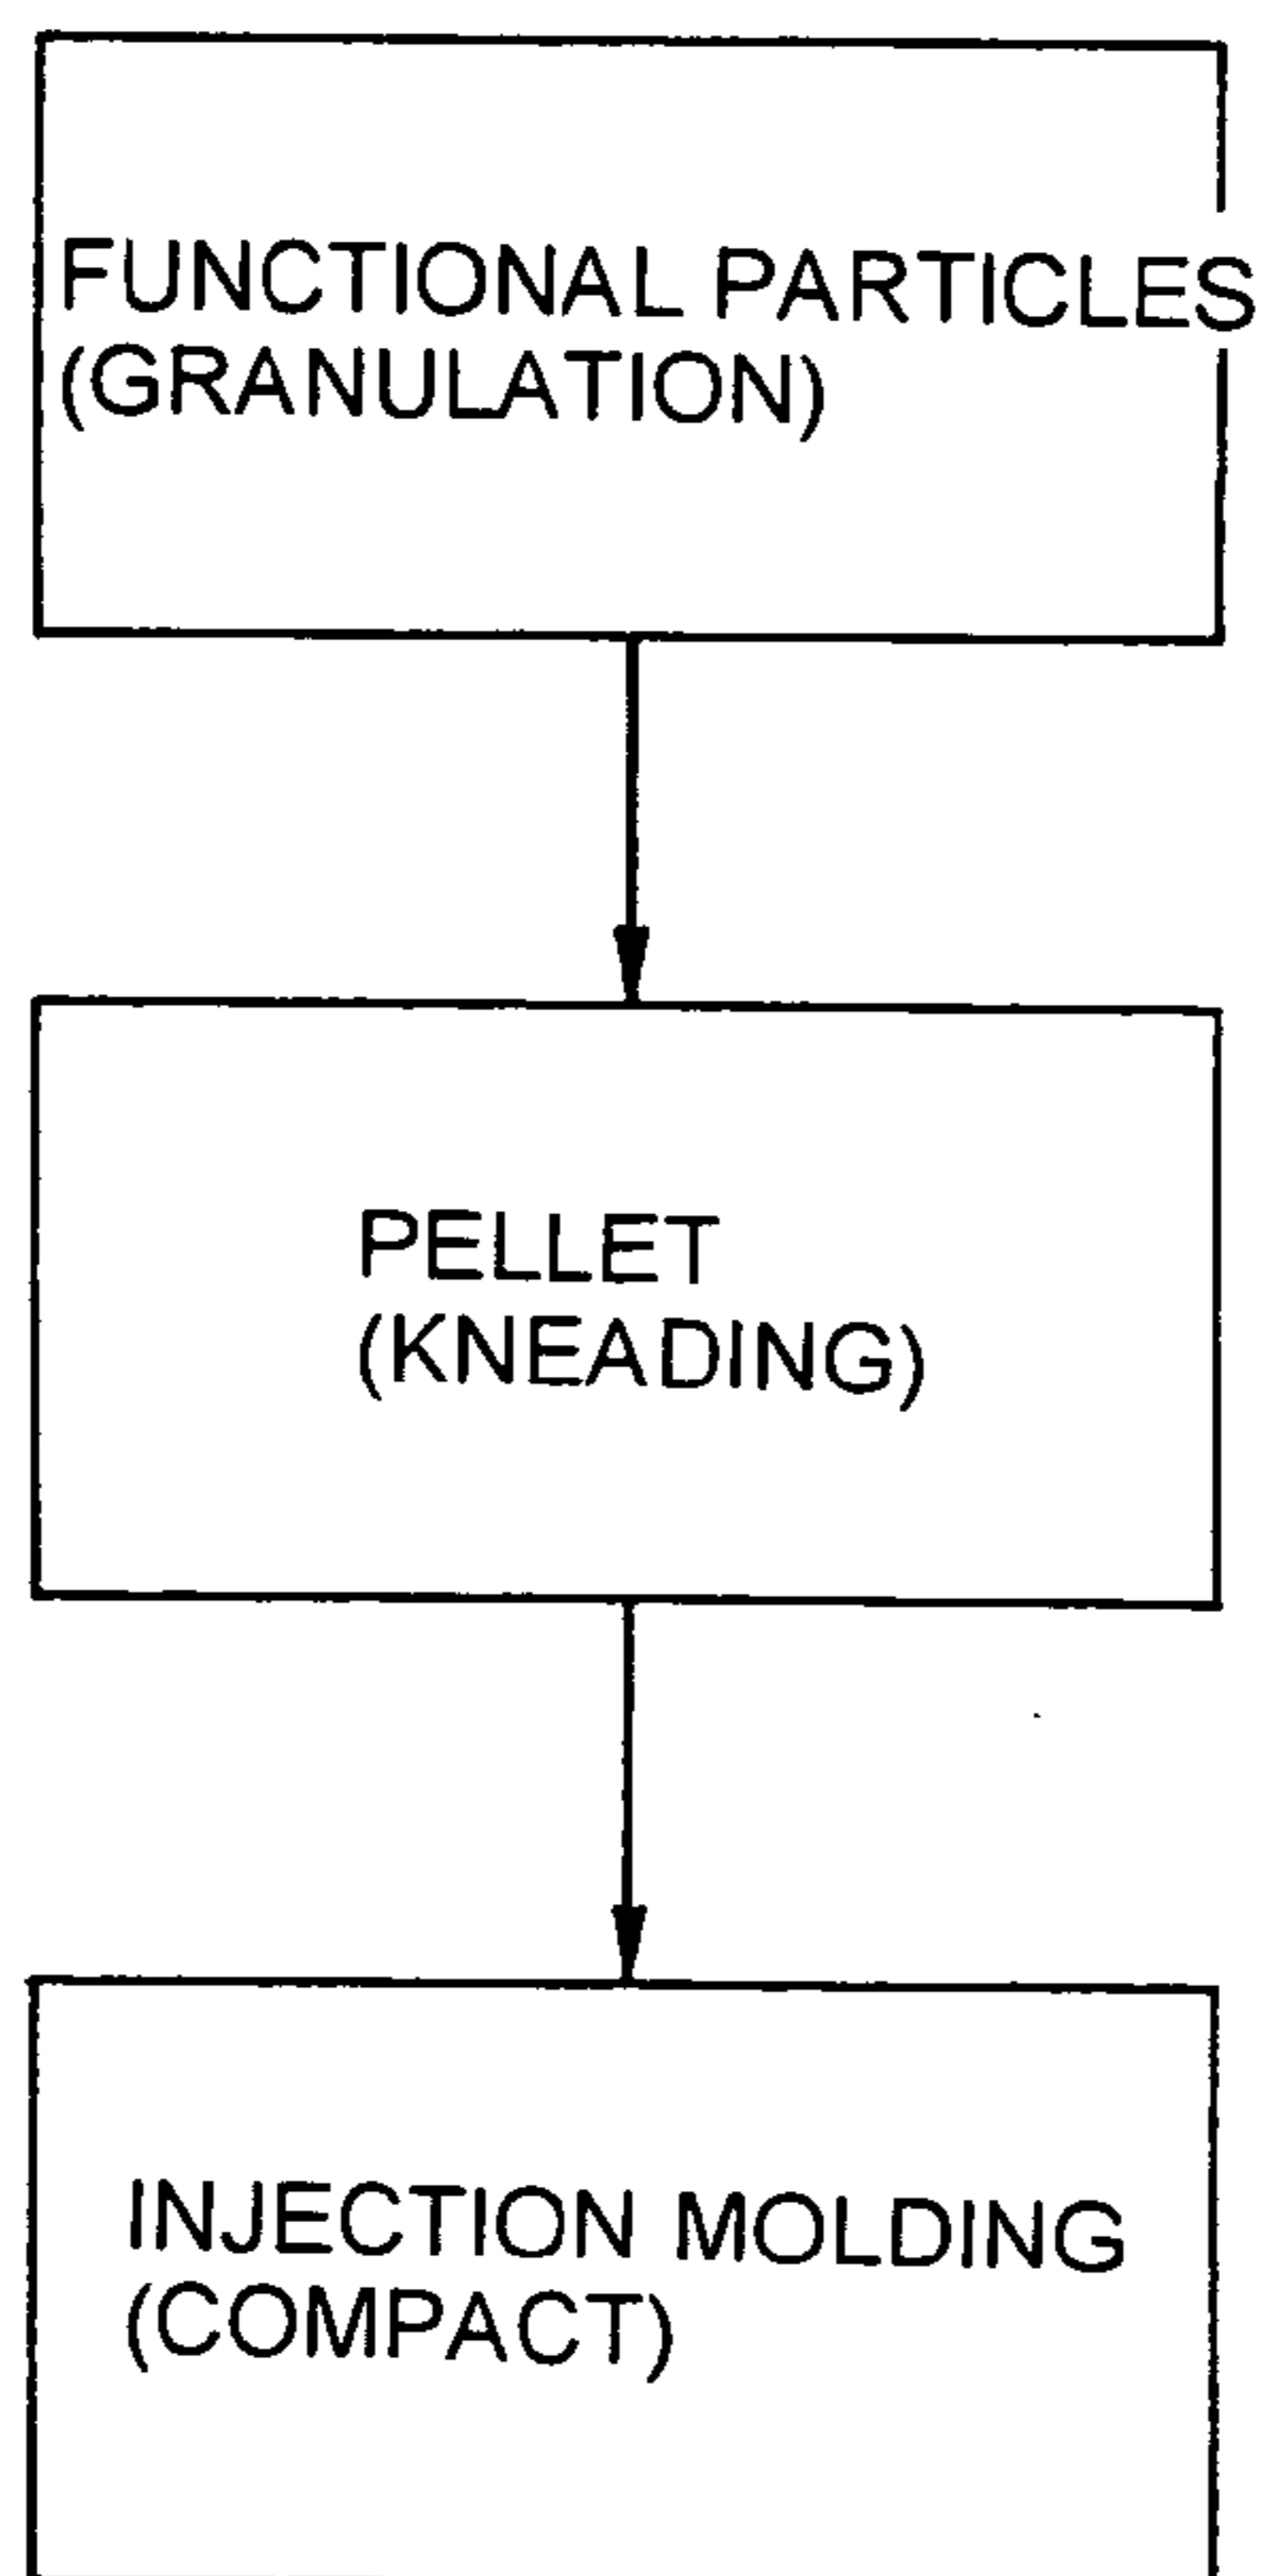 FUNCTIONAL PARTICLES
(GRANULATION)
PELLET
(KNEADING)
INJECTION MOLDING
(COMPACT)